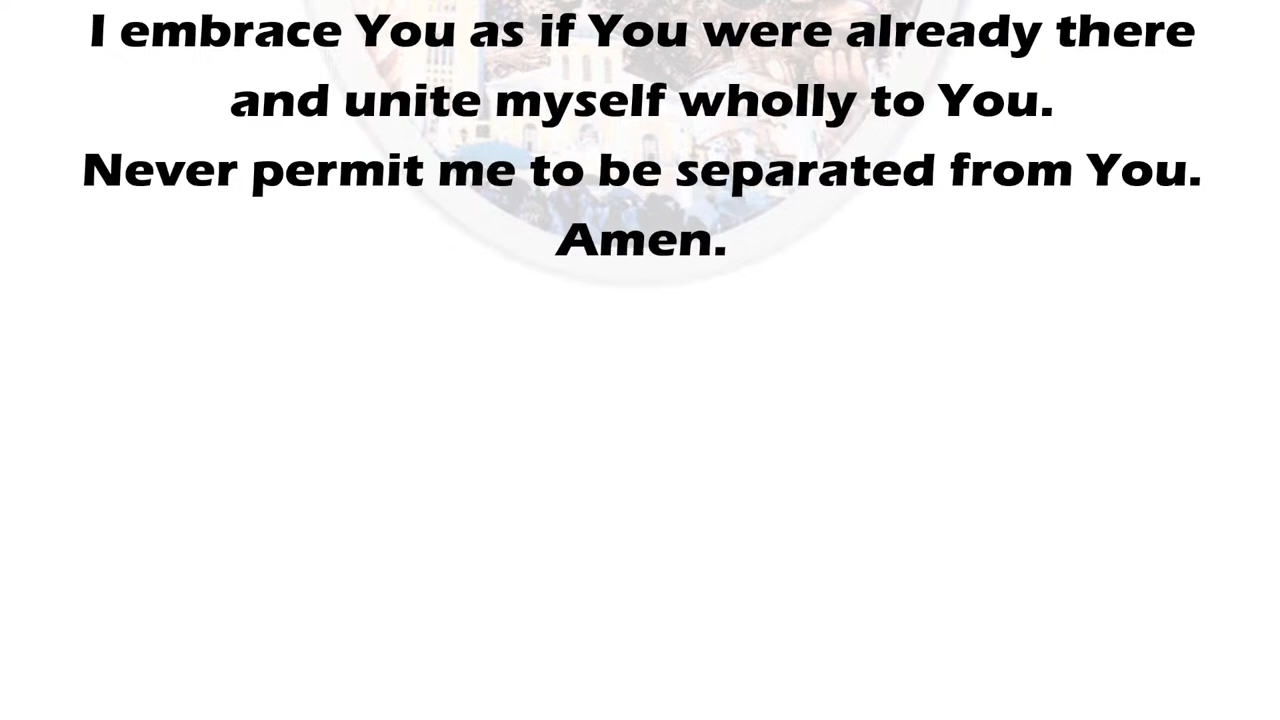 I embrace You as if You were already there
and unite myself wholly to You.
Never permit me to be separated from You.
Amen.